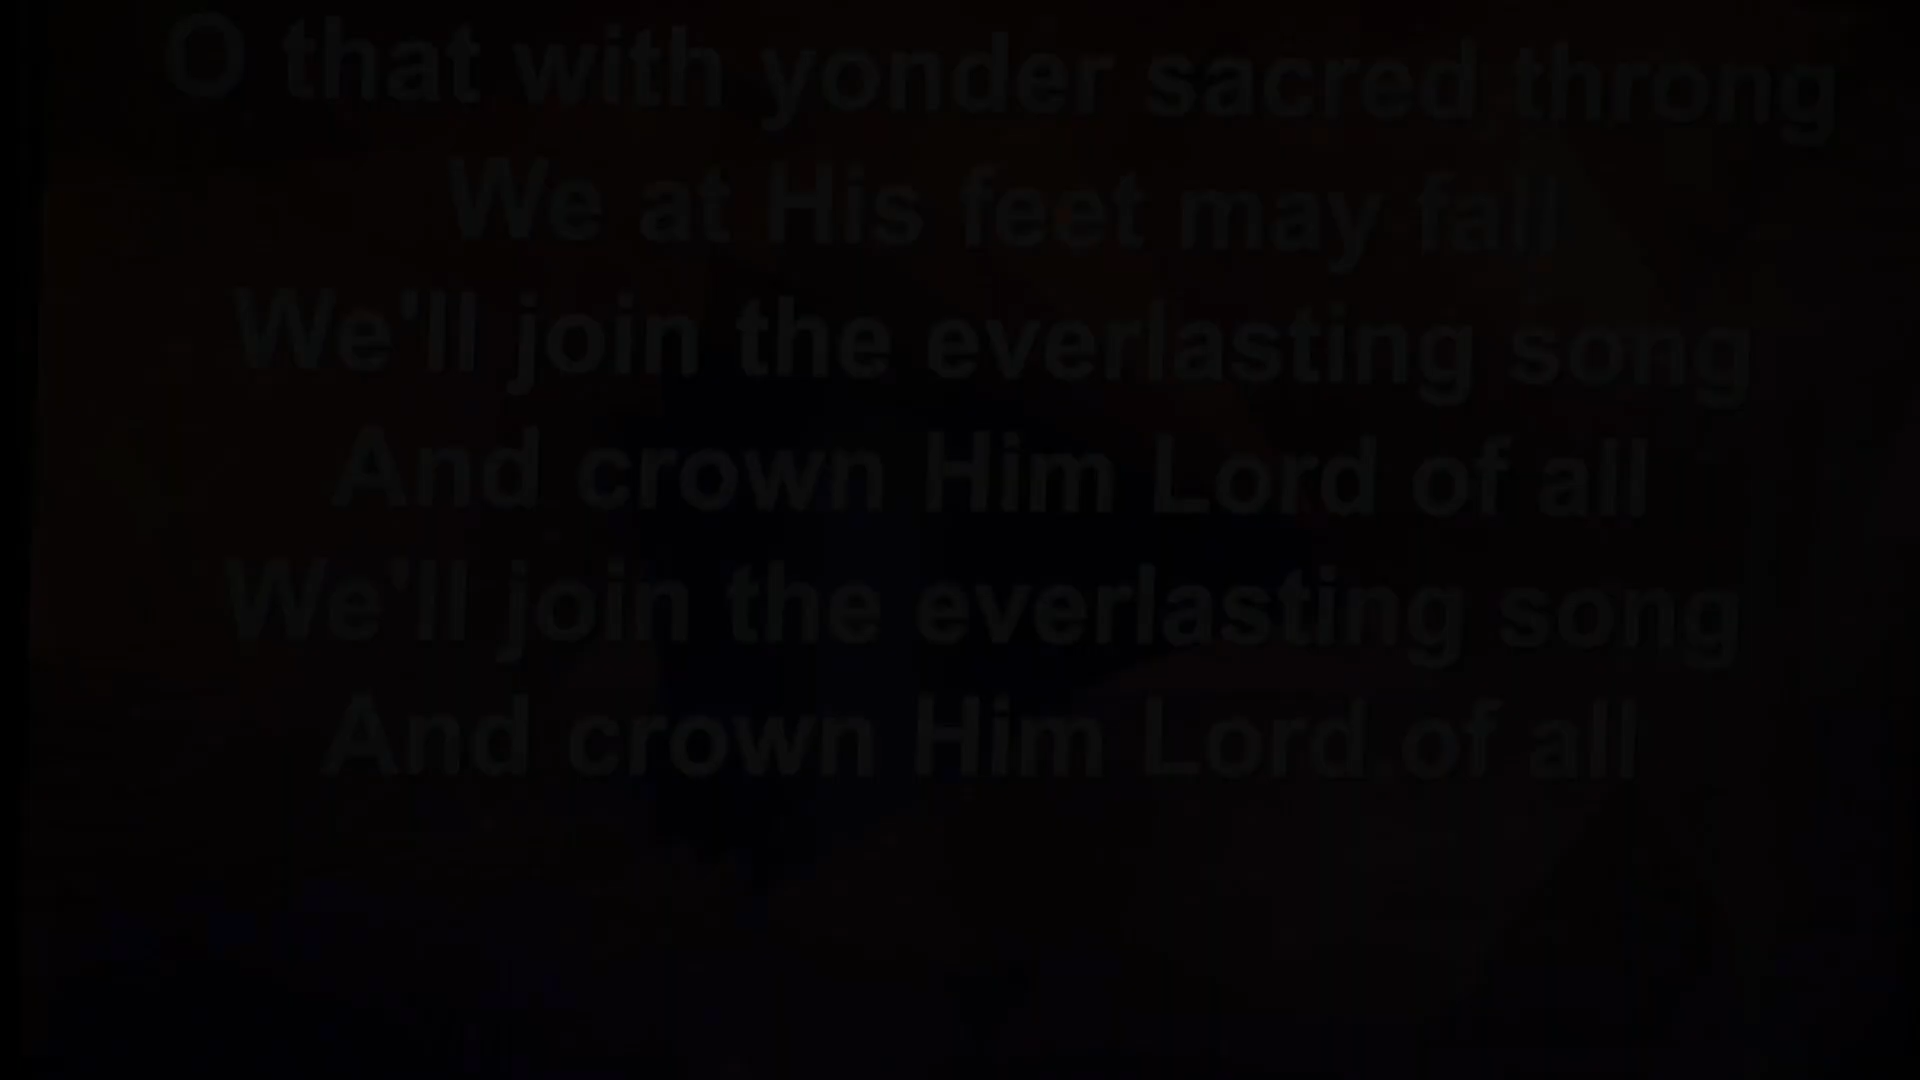 O that with yonder sacred throng
We at His feet may fall
We'll join the everlasting song
And crown Him Lord of all
We'll join the everlasting song
And crown Him Lord of all